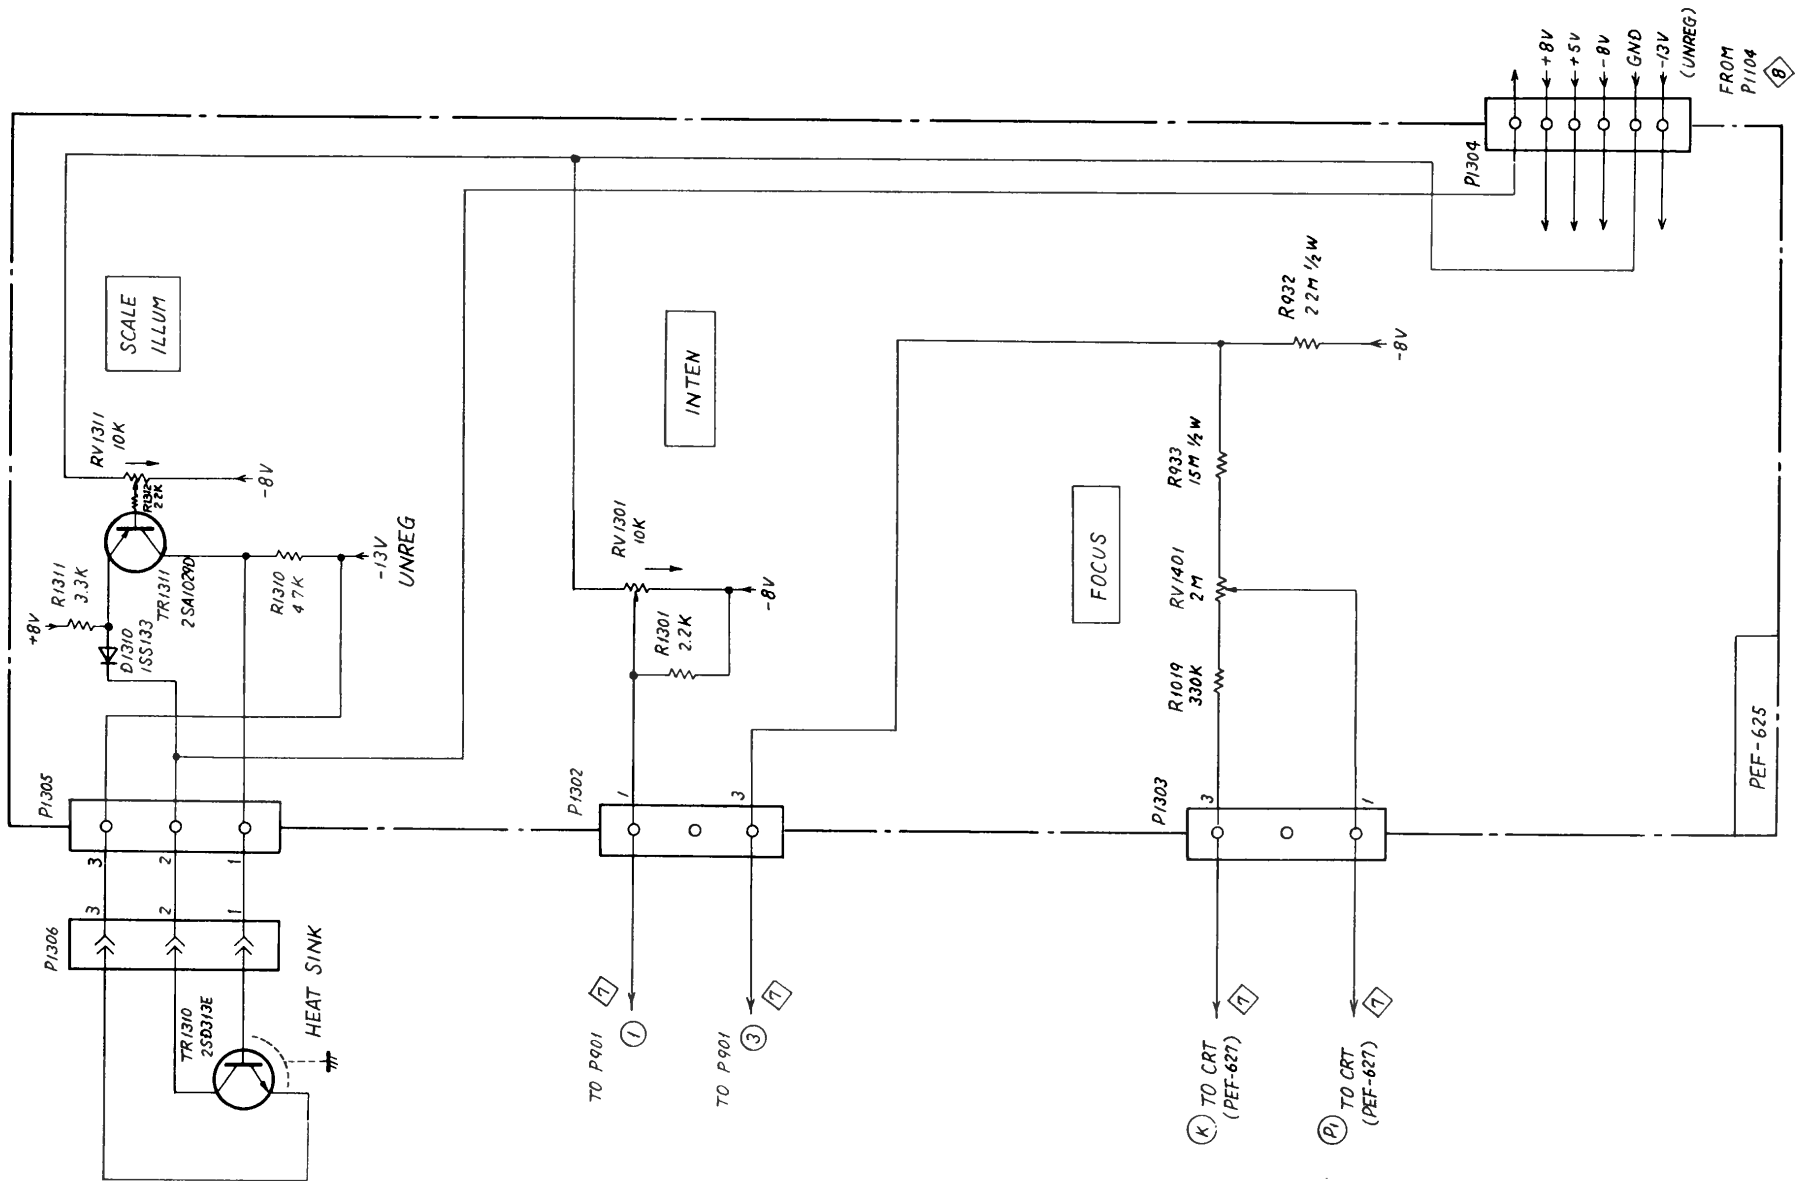 SCALE
ILLUM
RV1311
10K
R1312
2.2K
-8V
+8V
R1311
3.3K
TR1311
2SA1029D
D1310
1SS133
R1310
47K
-13V
UNREG
P1305
3
2
1
P1306
3
2
1
TR1310
2SD313E
HEAT SINK
INTEN
RV1301
10K
R1301
2.2K
-8V
P1302
1
3
TO P901
1
7
TO P901
3
7
FOCUS
R932
22M ½W
-8V
R933
15M ½W
RV1401
2M
R1019
330K
P1303
3
1
K TO CRT
(PEF-627)
7
P1 TO CRT
(PEF-627)
7
P1304
+8V
+5V
-8V
GND
-13V
(UNREG)
FROM
P1104
8
PEF-625